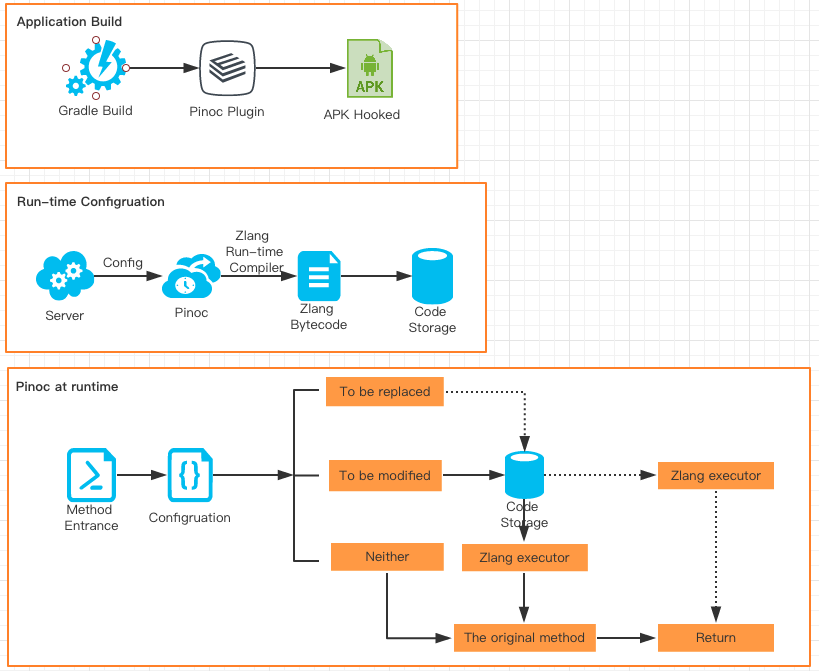 Application Build
APK
Gradle Build
Pinoc Plugin
APK Hooked
Run-time Configruation
Config
Zlang
Run-time
Compiler
Server
Pinoc
Zlang
Bytecode
Code
Storage
Pinoc at runtime
To be replaced
To be modified
Zlang executor
Method
Entrance
Configruation
Code
Storage
Neither
Zlang executor
The original method
Return